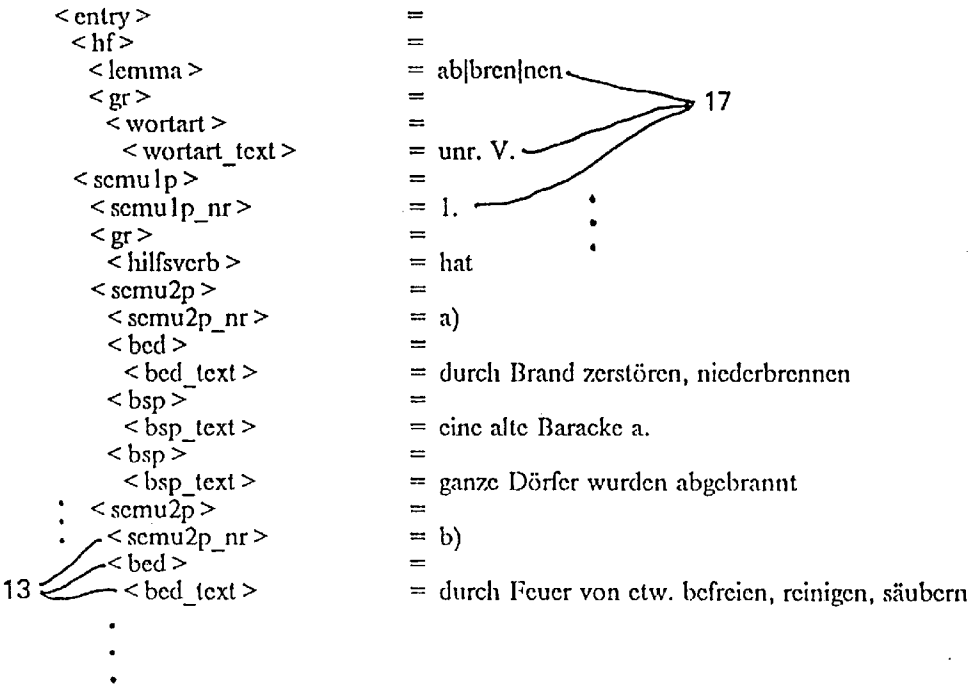 <entry> =
<hf> =
<lemma> = ab|bren|nen
<gr> = 17
<wortart> =
<wortart_text> = unr. V.
<semu1p> =
<semu1p_nr> = 1.
<gr> =
<hilfsverb> = hat
<semu2p> =
<semu2p_nr> = a)
<bed> =
<bed_text> = durch Brand zerstören, niederbrennen
<bsp> =
<bsp_text> = eine alte Baracke a.
<bsp> =
<bsp_text> = ganze Dörfer wurden abgebrannt
<semu2p> =
<semu2p_nr> = b)
<bed> =
13 <bed_text> = durch Feuer von etw. befreien, reinigen, säubern